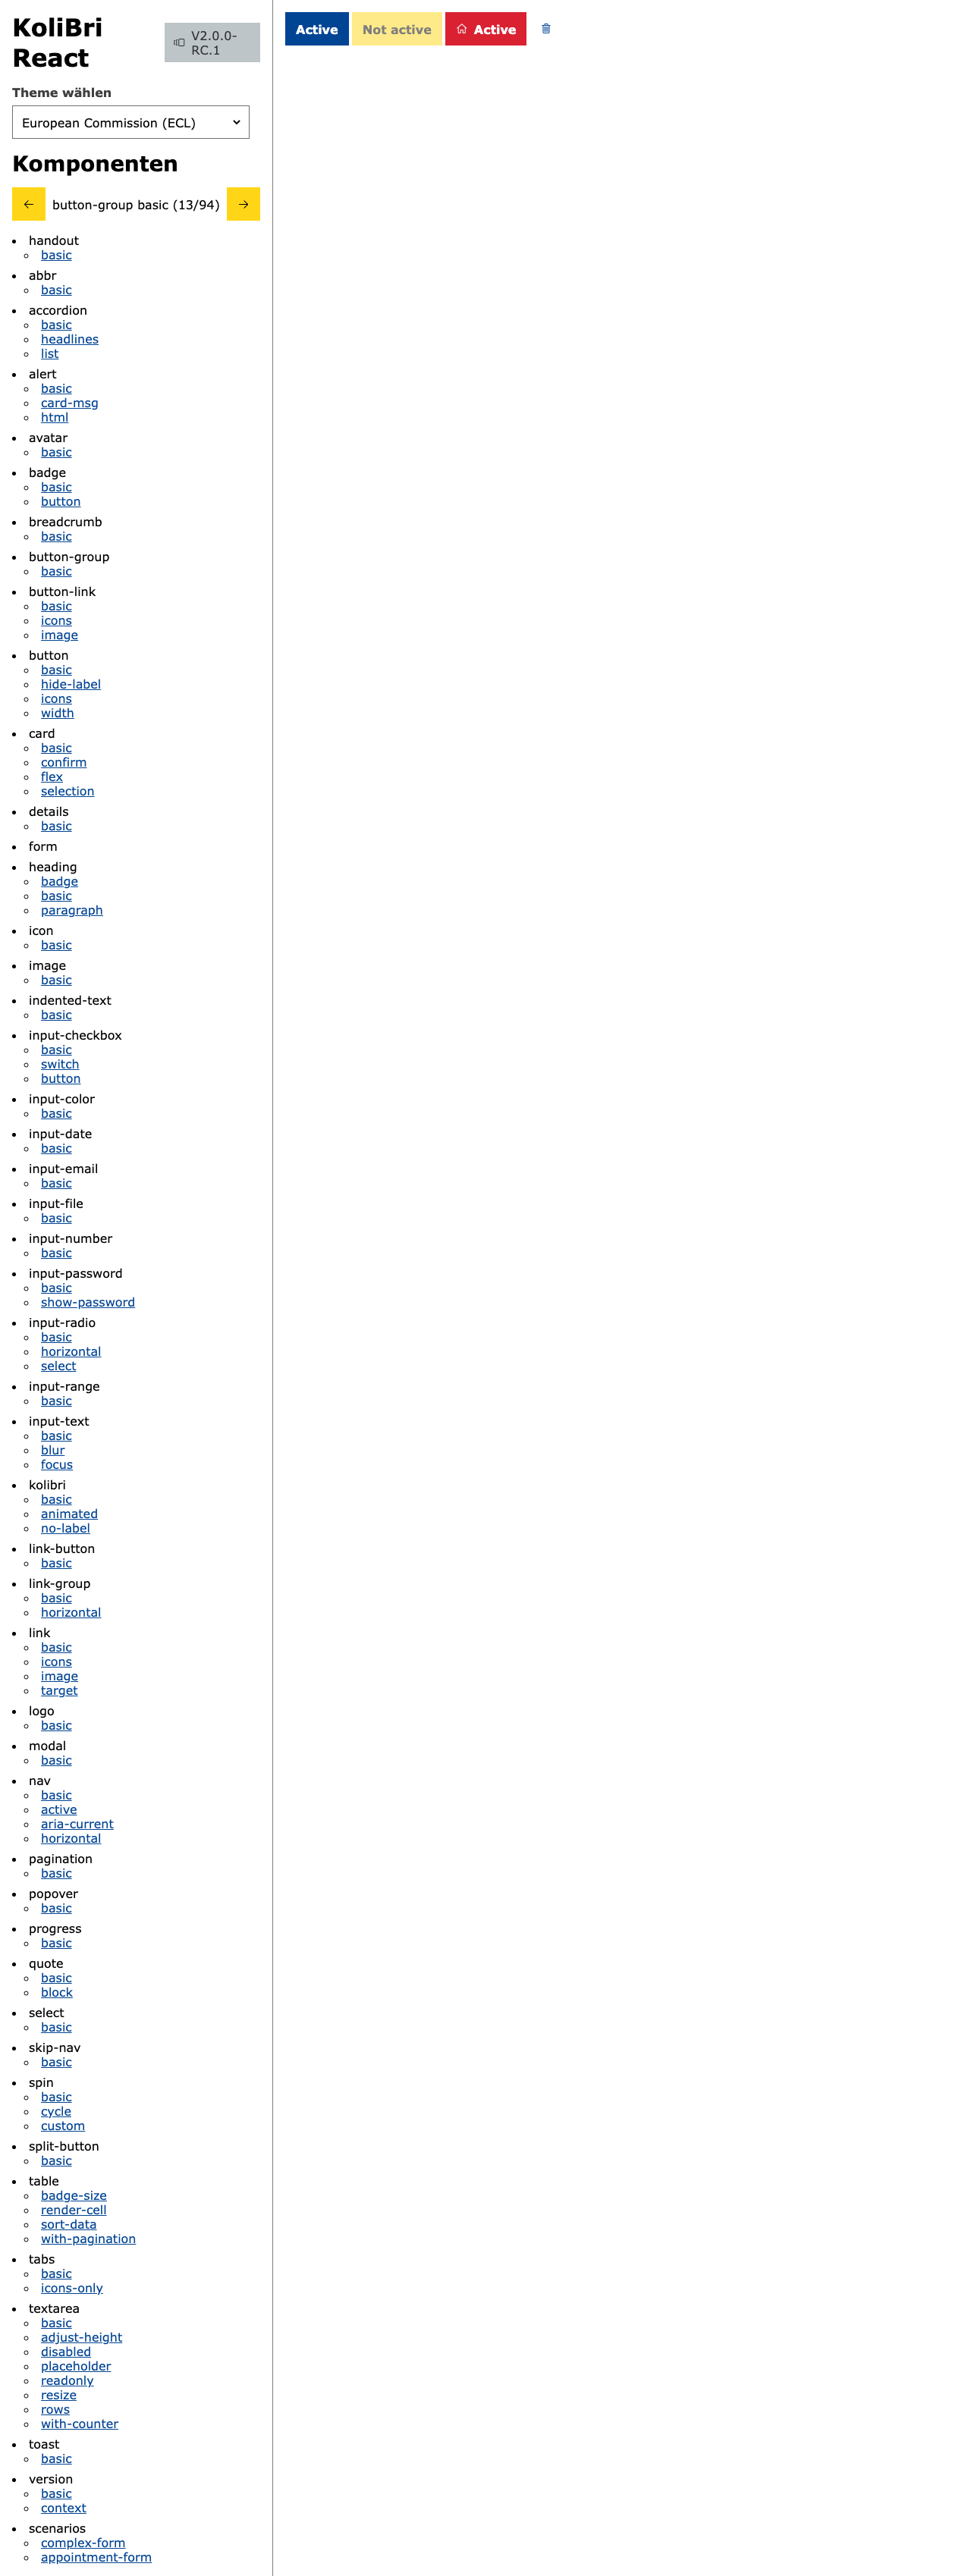 KoliBri
React
V2.0.0-
RC.1
Theme wählen
European Commission (ECL)
Komponenten
button-group basic (13/94)
handout
basic
abbr
basic
accordion
basic
headlines
list
alert
basic
card-msg
html
avatar
basic
badge
basic
button
breadcrumb
basic
button-group
basic
button-link
basic
icons
image
button
basic
hide-label
icons
width
card
basic
confirm
flex
selection
details
basic
form
heading
badge
basic
paragraph
icon
basic
image
basic
indented-text
basic
input-checkbox
basic
switch
button
input-color
basic
input-date
basic
input-email
basic
input-file
basic
input-number
basic
input-password
basic
show-password
input-radio
basic
horizontal
select
input-range
basic
input-text
basic
blur
focus
kolibri
basic
animated
no-label
link-button
basic
link-group
basic
horizontal
link
basic
icons
image
target
logo
basic
modal
basic
nav
basic
active
aria-current
horizontal
pagination
basic
popover
basic
progress
basic
quote
basic
block
select
basic
skip-nav
basic
spin
basic
cycle
custom
split-button
basic
table
badge-size
render-cell
sort-data
with-pagination
tabs
basic
icons-only
textarea
basic
adjust-height
disabled
placeholder
readonly
resize
rows
with-counter
toast
basic
version
basic
context
scenarios
complex-form
appointment-form
Active Not active Active